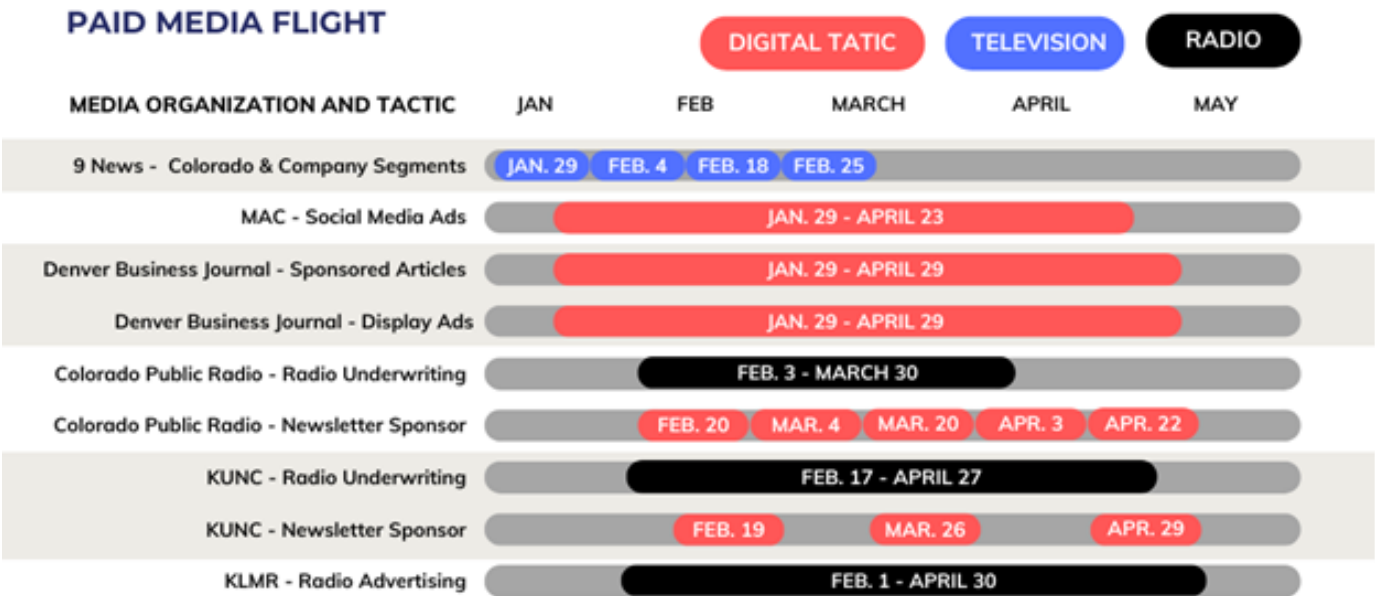 PAID MEDIA FLIGHT
DIGITAL TATIC TELEVISION RADIO
MEDIA ORGANIZATION AND TACTIC JAN FEB MARCH APRIL MAY
9 News - Colorado & Company Segments JAN. 29 FEB. 4 FEB. 18 FEB. 25
MAC - Social Media Ads JAN. 29 - APRIL 23
Denver Business Journal - Sponsored Articles JAN. 29 - APRIL 29
Denver Business Journal - Display Ads JAN. 29 - APRIL 29
Colorado Public Radio - Radio Underwriting FEB. 3 - MARCH 30
Colorado Public Radio - Newsletter Sponsor FEB. 20 MAR. 4 MAR. 20 APR. 3 APR. 22
KUNC - Radio Underwriting FEB. 17 - APRIL 27
KUNC - Newsletter Sponsor FEB. 19 MAR. 26 APR. 29
KLMR - Radio Advertising FEB. 1 - APRIL 30